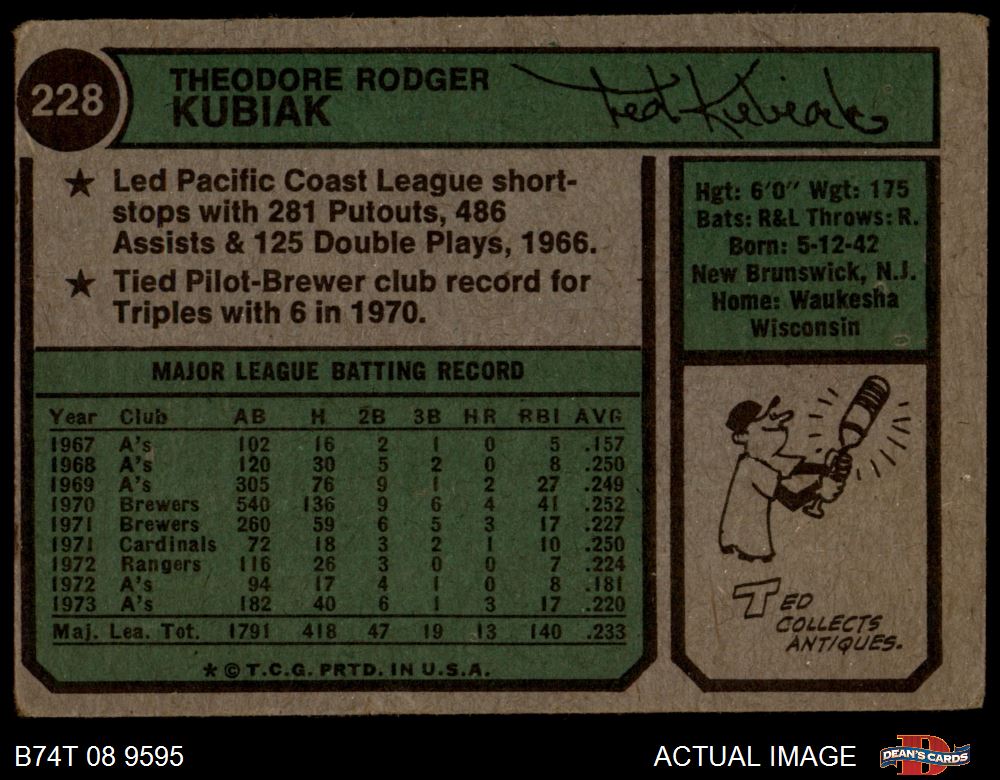 228
THEODORE RODGER
KUBIAK
Ted Kubiak
★ Led Pacific Coast League short-
stops with 281 Putouts, 486
Assists & 125 Double Plays, 1966.
★ Tied Pilot-Brewer club record for
Triples with 6 in 1970.
Hgt: 6'0" Wgt: 175
Bats: R&L Throws: R.
Born: 5-12-42
New Brunswick, N.J.
Home: Waukesha
Wisconsin
MAJOR LEAGUE BATTING RECORD
Year Club AB H 2B 3B HR RBI AVG
1967 A's 102 16 2 1 0 5 .157
1968 A's 120 30 5 2 0 8 .250
1969 A's 305 76 9 1 2 27 .249
1970 Brewers 540 136 9 6 4 41 .252
1971 Brewers 260 59 6 5 3 17 .227
1971 Cardinals 72 18 3 2 1 10 .250
1972 Rangers 116 26 3 0 0 7 .224
1972 A's 94 17 4 1 0 8 .181
1973 A's 182 40 6 1 3 17 .220
Maj. Lea. Tot. 1791 418 47 19 13 140 .233
* © T.C.G. PRTD. IN U.S.A.
TED
COLLECTS
ANTIQUES.
B74T 08 9595
ACTUAL IMAGE
DEAN'S CARDS